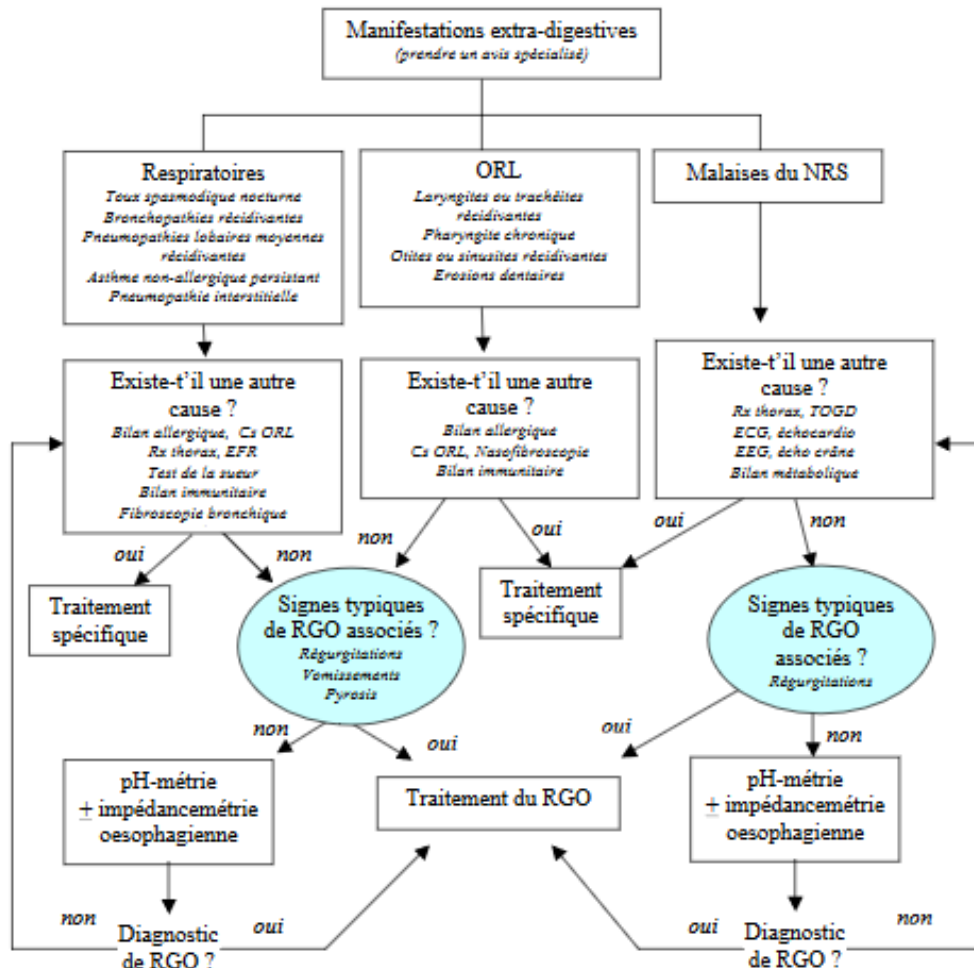 Manifestations extra-digestives
(prendre un avis spécialisé)
Respiratoires
Toux spasmodique nocturne
Bronchopathies récidivantes
Pneumopathies lobaires moyennes
récidivantes
Asthme non-allergique persistant
Pneumopathie interstitielle
ORL
Laryngites ou trachéites
récidivantes
Pharyngite chronique
Otites ou sinusites récidivantes
Erosions dentaires
Malaises du NRS
Existe-t'il une autre
cause ?
Bilan allergique, Cs ORL
Rx thorax, EFR
Test de la sueur
Bilan immunitaire
Fibroscopie bronchique
Existe-t'il une autre
cause ?
Bilan allergique
Cs ORL, Nasofibroscopie
Bilan immunitaire
Existe-t'il une autre
cause ?
Rx thorax, TOGD
ECG, échocardio
EEG, écho crâne
Bilan métabolique
oui
non
non
oui
oui
non
Traitement
spécifique
Signes typiques
de RGO associés ?
Régurgitations
Vomissements
Pyrosis
Traitement
spécifique
Signes typiques
de RGO
associés ?
Régurgitations
non
oui
oui
non
pH-métrie
± impédancemétrie
oesophagienne
Traitement du RGO
pH-métrie
± impédancemétrie
oesophagienne
non
Diagnostic
de RGO ?
oui
oui
Diagnostic
de RGO ?
non